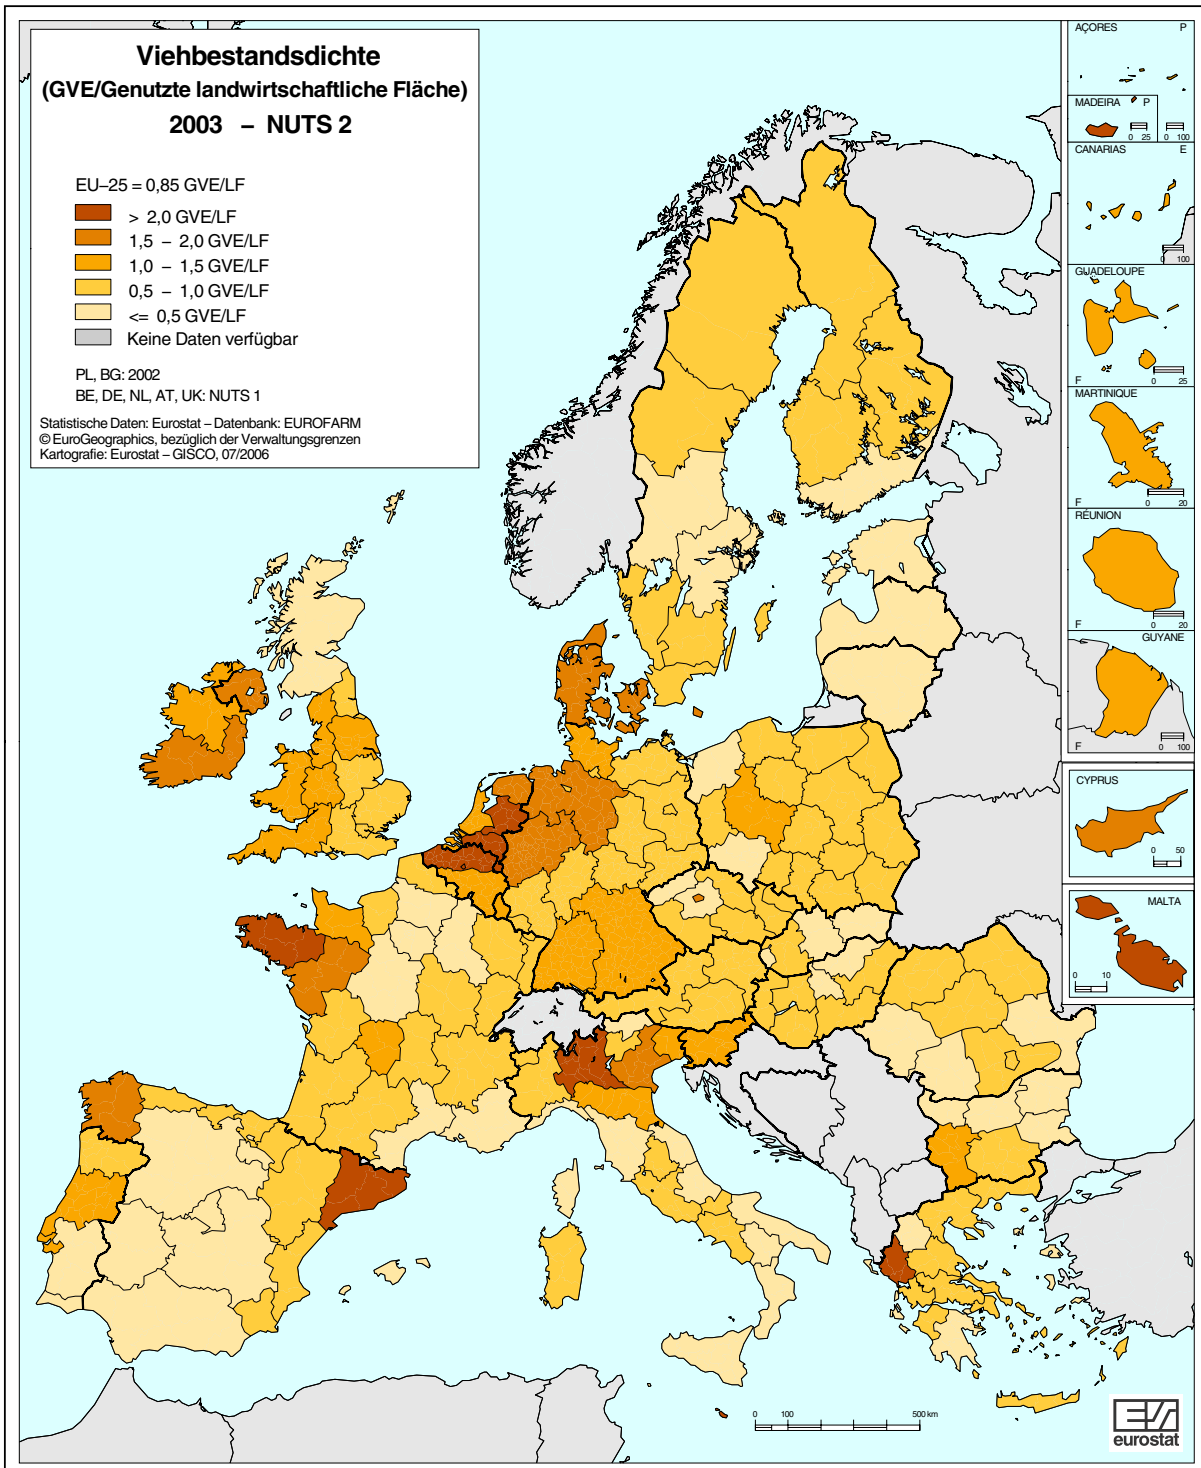 Viehbestandsdichte
(GVE/Genutzte landwirtschaftliche Fläche)
2003 – NUTS 2
EU–25 = 0,85 GVE/LF
> 2,0 GVE/LF
1,5 – 2,0 GVE/LF
1,0 – 1,5 GVE/LF
0,5 – 1,0 GVE/LF
<= 0,5 GVE/LF
Keine Daten verfügbar
PL, BG: 2002
BE, DE, NL, AT, UK: NUTS 1
Statistische Daten: Eurostat – Datenbank: EUROFARM
© EuroGeographics, bezüglich der Verwaltungsgrenzen
Kartografie: Eurostat – GISCO, 07/2006
AÇORES P
MADEIRA P
0 25 0 100
CANARIAS E
0 100
GUADELOUPE
F 0 25
MARTINIQUE
F 0 20
RÉUNION
F 0 20
GUYANE
F 0 100
CYPRUS
0 50
MALTA
0 10
0 100 500 km
eurostat